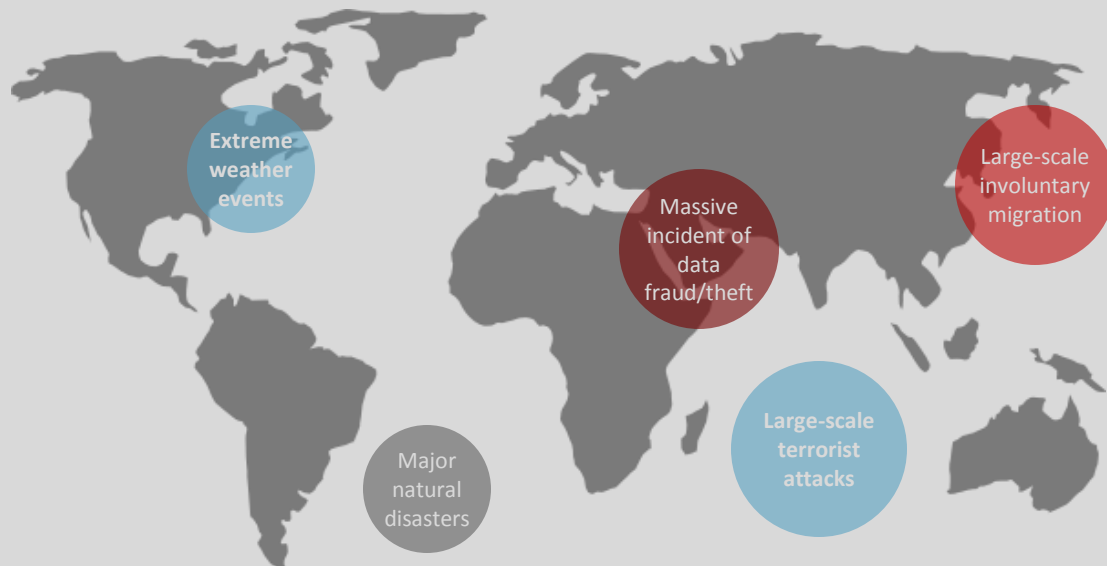 Extreme
weather
events
Large-scale
involuntary
migration
Massive
incident of
data
fraud/theft
Large-scale
terrorist
attacks
Major
natural
disasters